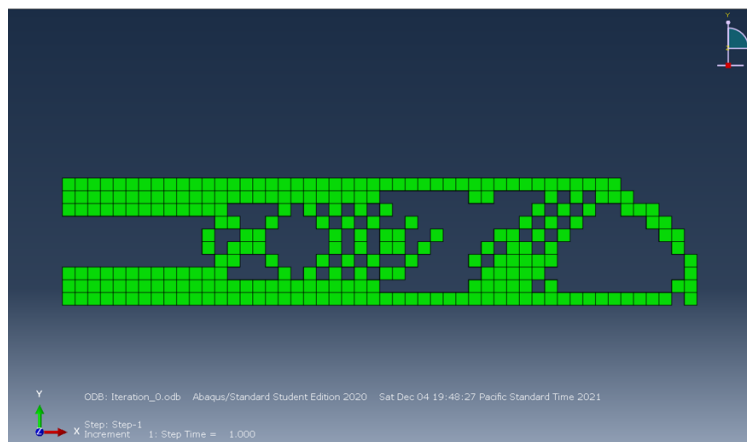 Y
Z
Y
ODB: Iteration_0.odb    Abaqus/Standard Student Edition 2020    Sat Dec 04 19:48:27 Pacific Standard Time 2021
Z
X
Step: Step-1
Increment      1: Step Time =    1.000